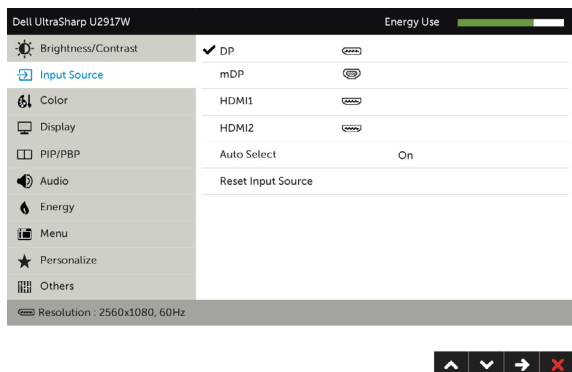 Dell UltraSharp U2917W Energy Use
Brightness/Contrast
Input Source
Color
Display
PIP/PBP
Audio
Energy
Menu
Personalize
Others
DP
mDP
HDMI1
HDMI2
Auto Select On
Reset Input Source
Resolution : 2560x1080, 60Hz